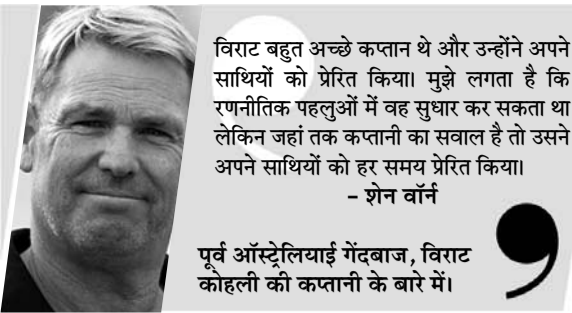 विराट बहुत अच्छे कप्तान थे और उन्होंने अपने
साथियों को प्रेरित किया। मुझे लगता है कि
रणनीतिक पहलुओं में वह सुधार कर सकता था
लेकिन जहां तक कप्तानी का सवाल है तो उसने
अपने साथियों को हर समय प्रेरित किया।
– शेन वॉर्न
पूर्व ऑस्ट्रेलियाई गेंदबाज, विराट
कोहली की कप्तानी के बारे में।